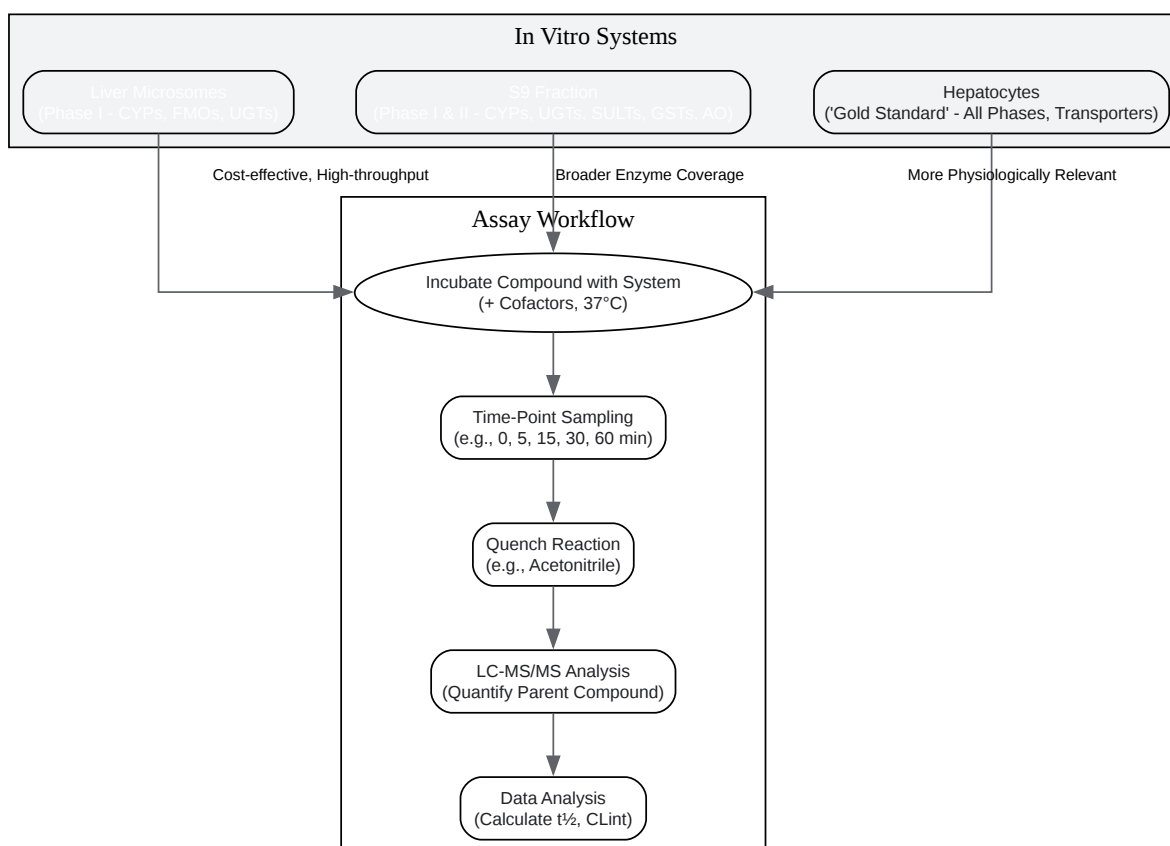 In Vitro Systems
Liver Microsomes
(Phase I - CYPs, FMOs, UGTs)
S9 Fraction
(Phase I & II - CYPs, UGTs, SULTs, GSTs, AO)
Hepatocytes
('Gold Standard' - All Phases, Transporters)
Cost-effective, High-throughput
Broader Enzyme Coverage
More Physiologically Relevant
Assay Workflow
Incubate Compound with System
(+ Cofactors, 37°C)
Time-Point Sampling
(e.g., 0, 5, 15, 30, 60 min)
Quench Reaction
(e.g., Acetonitrile)
LC-MS/MS Analysis
(Quantify Parent Compound)
Data Analysis
(Calculate t½, CLint)